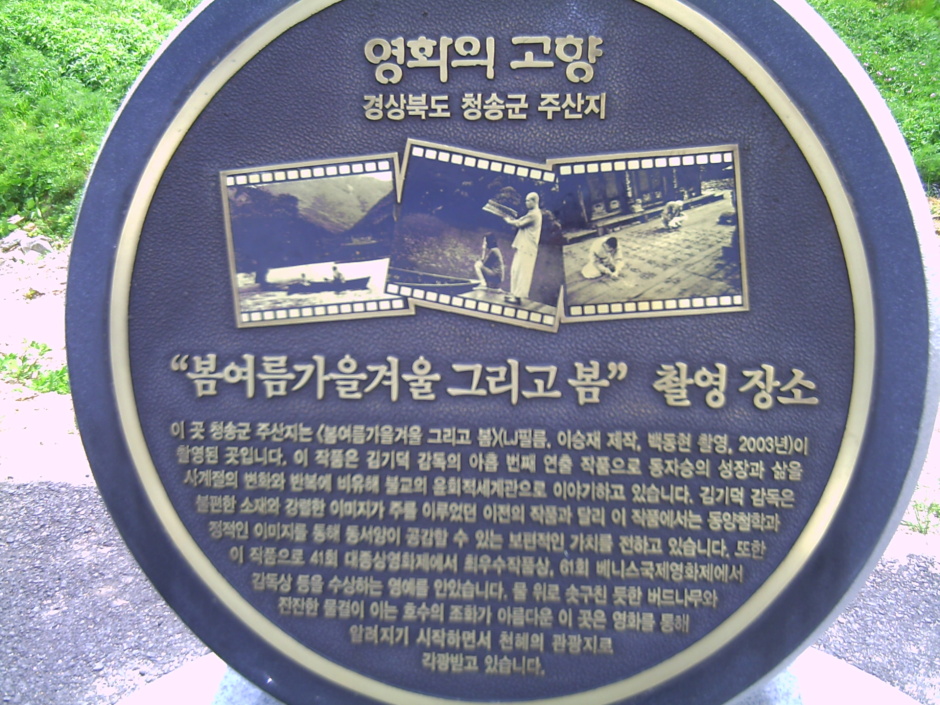 영화의 고향
경상북도 청송군 주산지
“봄여름가을겨울 그리고 봄” 촬영 장소
이 곳 청송군 주산지는 〈봄여름가을겨울 그리고 봄〉(LJ필름, 이승재 제작, 백동현 촬영, 2003년)이
촬영된 곳입니다. 이 작품은 김기덕 감독의 아홉 번째 연출 작품으로 동자승의 성장과 삶을
사계절의 변화와 반복에 비유해 불교의 윤회적세계관으로 이야기하고 있습니다. 김기덕 감독은
불편한 소재와 강렬한 이미지가 주를 이루었던 이전의 작품과 달리 이 작품에서는 동양철학과
정적인 이미지를 통해 동서양이 공감할 수 있는 보편적인 가치를 전하고 있습니다. 또한
이 작품으로 41회 대종상영화제에서 최우수작품상, 61회 베니스국제영화제에서
감독상 등을 수상하는 영예를 안았습니다. 물 위로 솟구친 듯한 버드나무와
잔잔한 물결이 이는 호수의 조화가 아름다운 이 곳은 영화를 통해
알려지기 시작하면서 천혜의 관광지로
각광받고 있습니다.